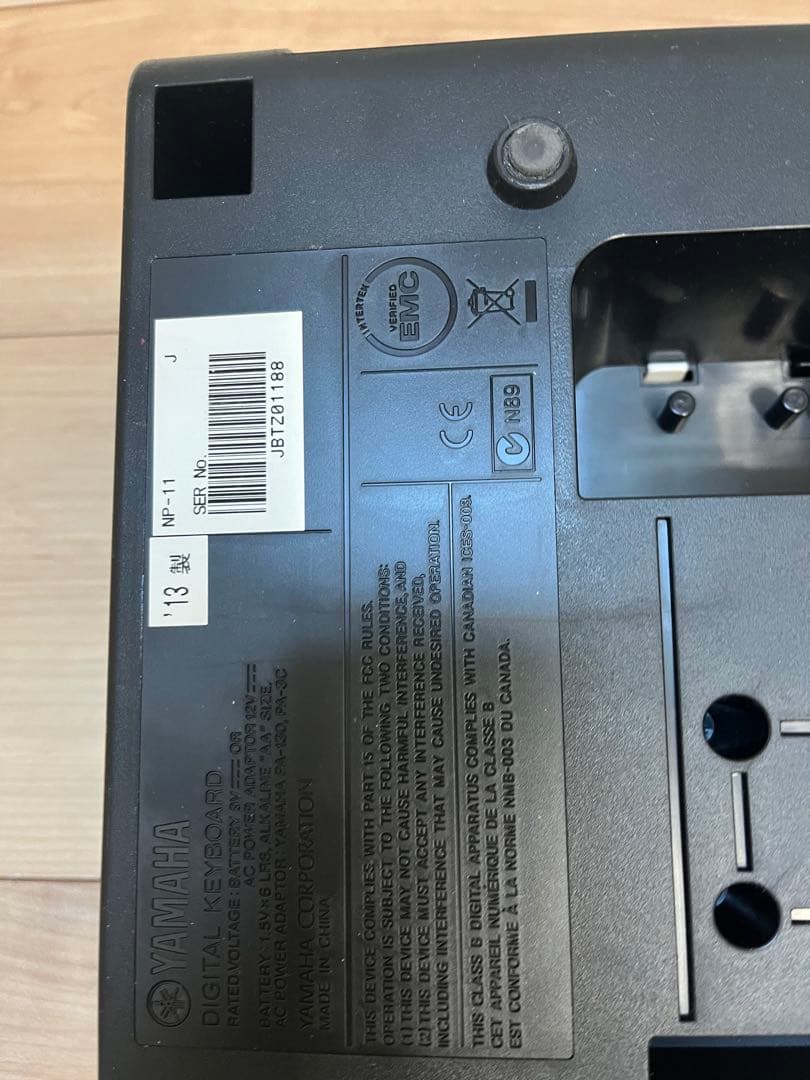 YAMAHA
DIGITAL KEYBOARD
RATED VOLTAGE : BATTERY 9V OR
AC POWER ADAPTOR 12V
BATTERY 1.5V×6 LR6, ALKALINE "AA" SIZE,
AC POWER ADAPTOR YAMAHA PA-130, PA-3C
YAMAHA CORPORATION
MADE IN CHINA
'13 製
NP-11 J
SER No.
JBTZ01188
THIS DEVICE COMPLIES WITH PART 15 OF THE FCC RULES.
OPERATION IS SUBJECT TO THE FOLLOWING TWO CONDITIONS:
(1) THIS DEVICE MAY NOT CAUSE HARMFUL INTERFERENCE, AND
(2) THIS DEVICE MUST ACCEPT ANY INTERFERENCE RECEIVED,
INCLUDING INTERFERENCE THAT MAY CAUSE UNDESIRED OPERATION.
THIS CLASS B DIGITAL APPARATUS COMPLIES WITH CANADIAN ICES-003.
CET APPAREIL NUMÉRIQUE DE LA CLASSE B
EST CONFORME À LA NORME NMB-003 DU CANADA.
CE
N89
INTERTEK
VERIFIED
EMC